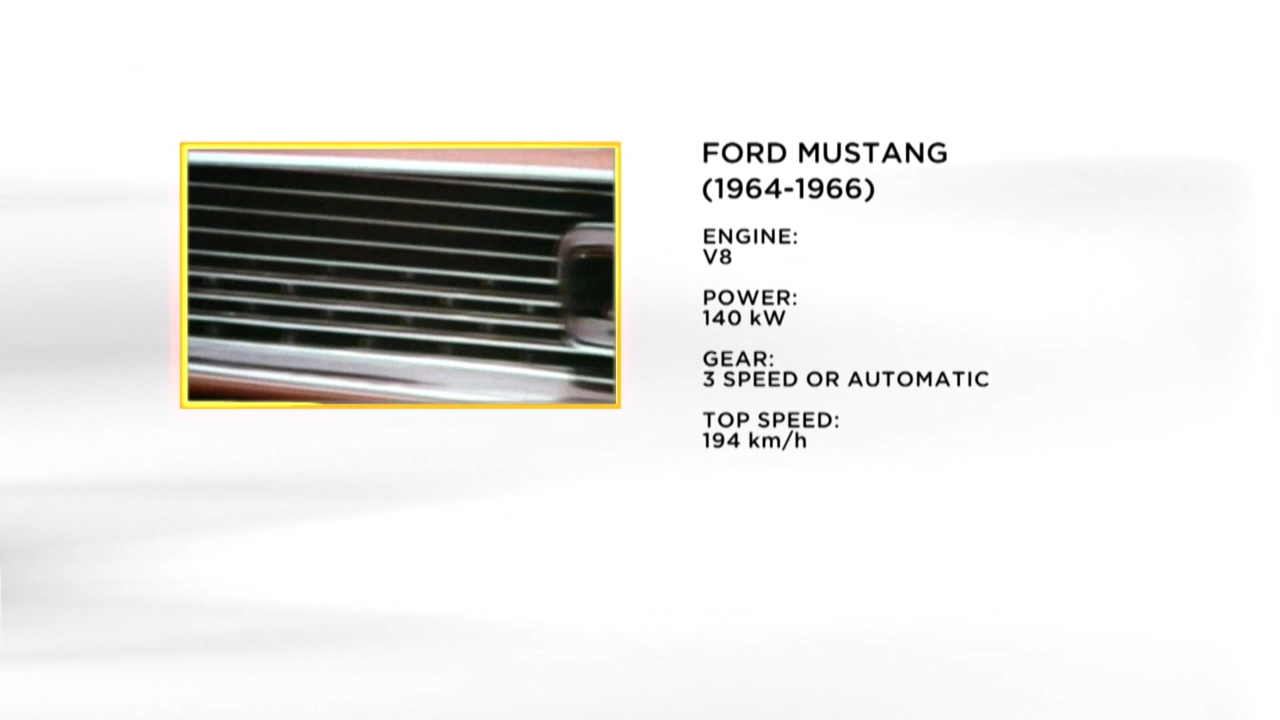 FORD MUSTANG
(1964-1966)
ENGINE:
V8
POWER:
140 kW
GEAR:
3 SPEED OR AUTOMATIC
TOP SPEED:
194 km/h